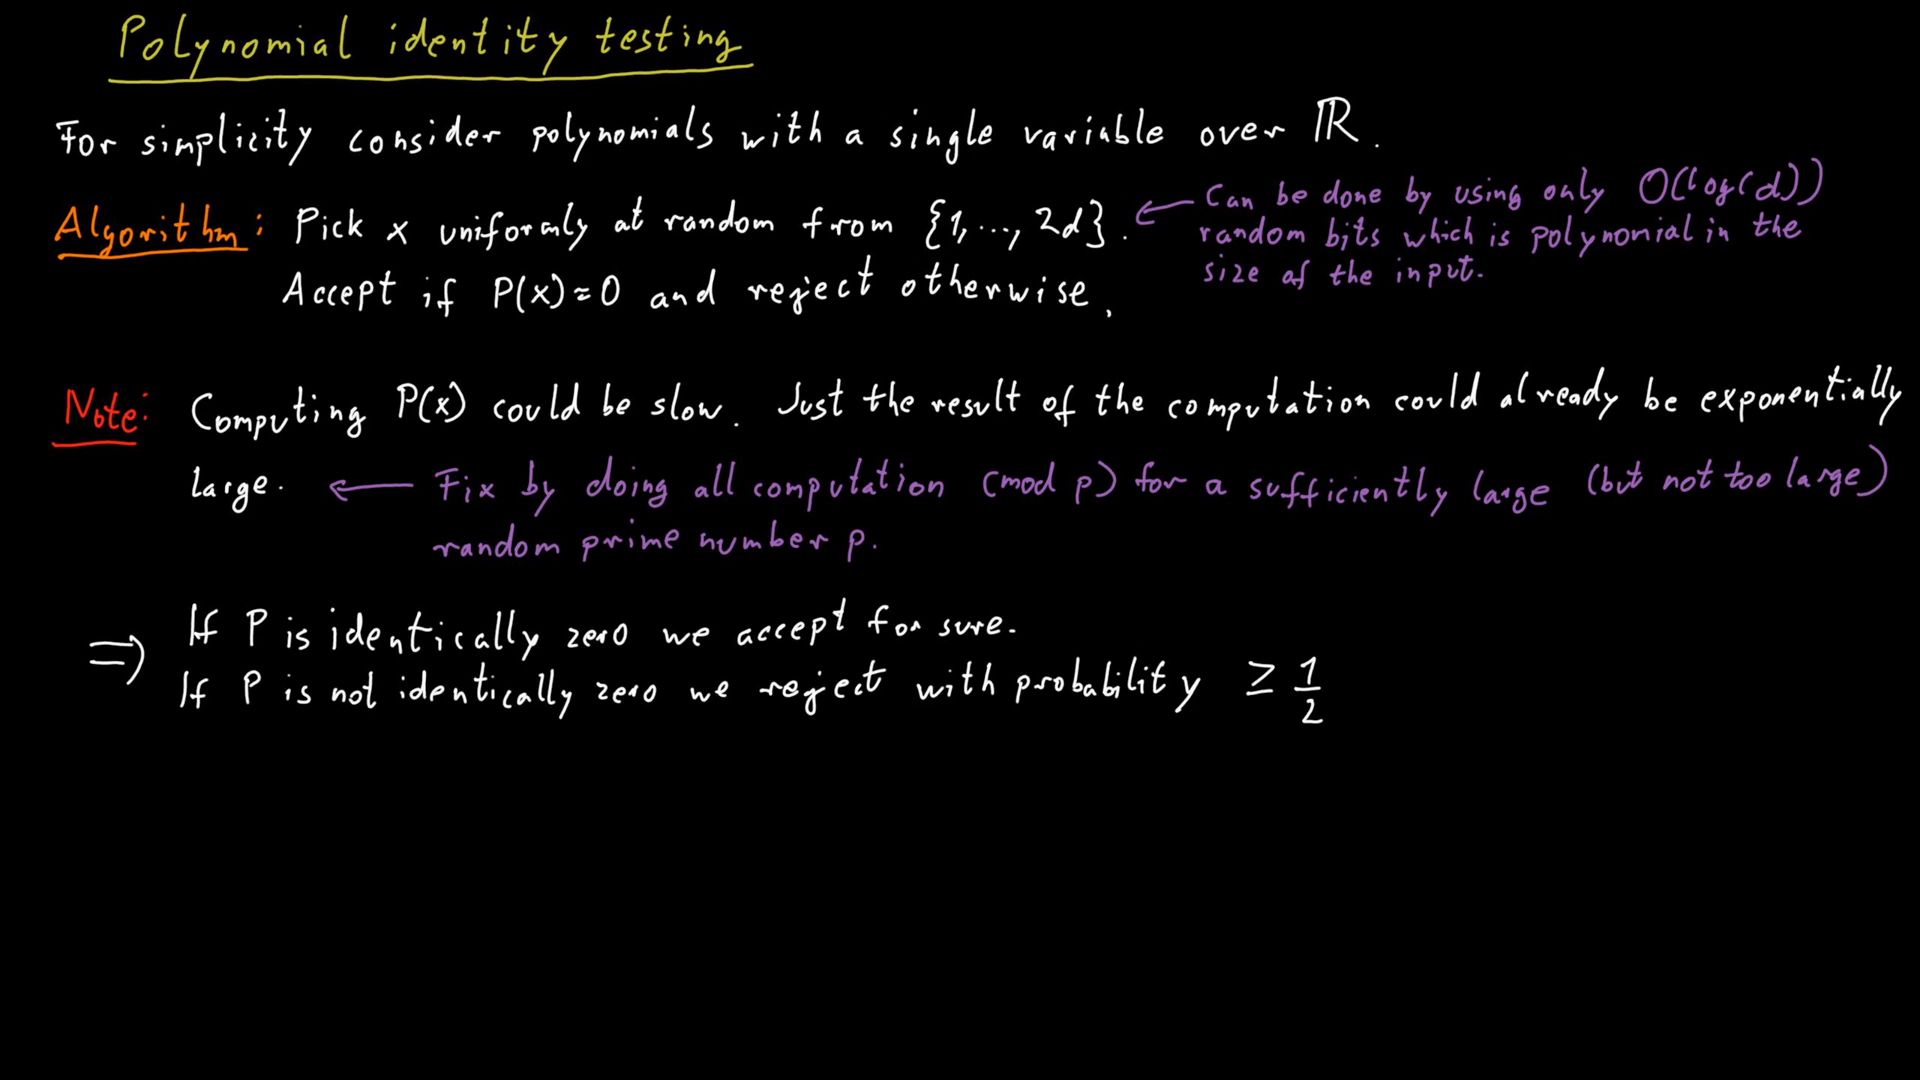 Polynomial identity testing
For simplicity consider polynomials with a single variable over ℝ.
Algorithm: Pick x uniformly at random from {1, ..., 2d}.
Accept if P(x)=0 and reject otherwise.
Can be done by using only O(log(d))
random bits which is polynomial in the
size of the input.
Note: Computing P(x) could be slow. Just the result of the computation could already be exponentially
large. ← Fix by doing all computation (mod p) for a sufficiently large (but not too large)
random prime number p.
⇒ If P is identically zero we accept for sure.
If P is not identically zero we reject with probability ≥ 1/2